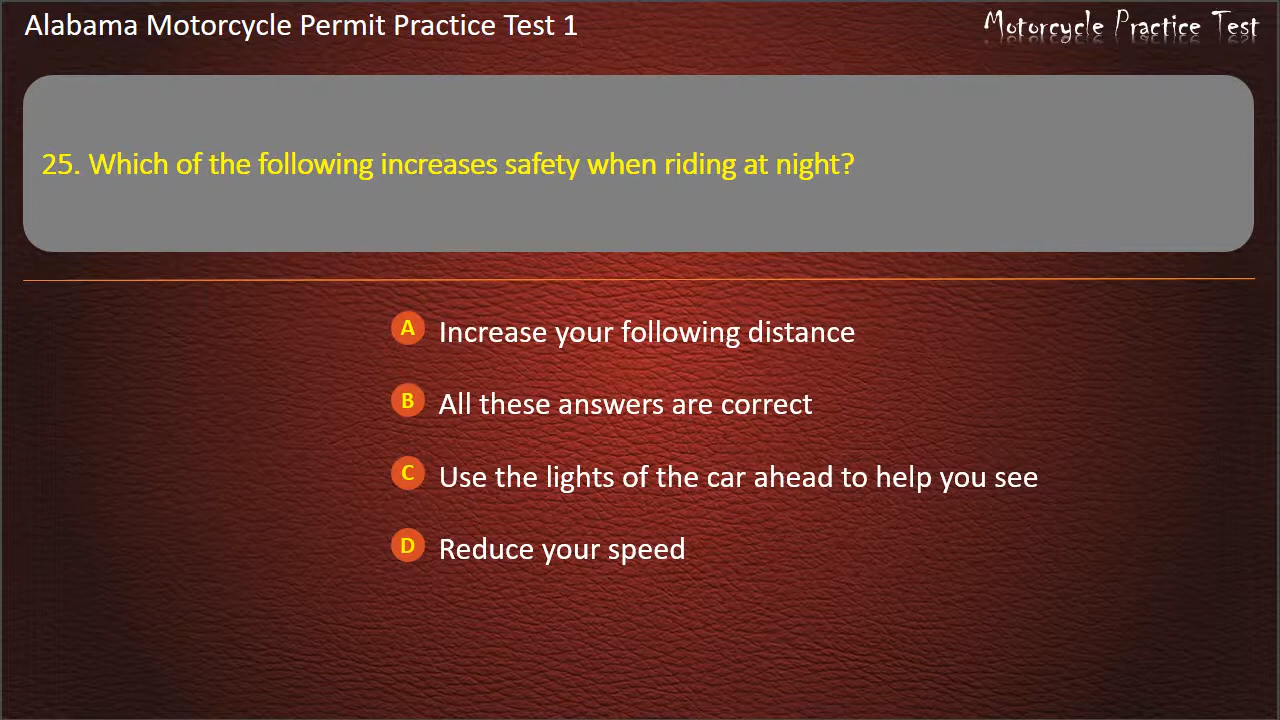 Alabama Motorcycle Permit Practice Test 1
Motorcycle Practice Test
25. Which of the following increases safety when riding at night?
A Increase your following distance
B All these answers are correct
C Use the lights of the car ahead to help you see
D Reduce your speed